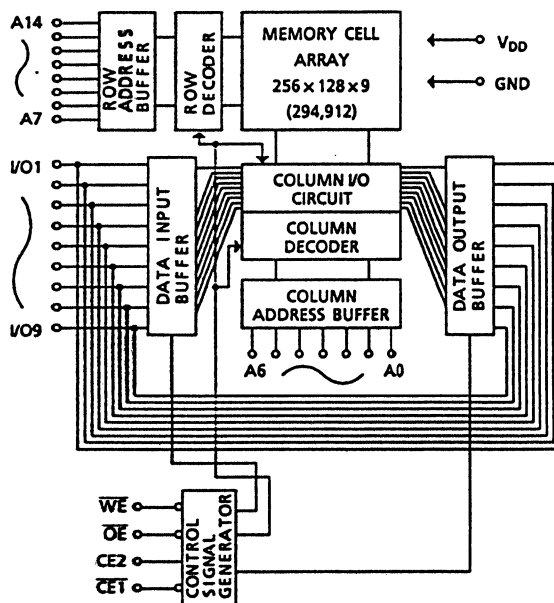 A14
A7
ROW
ADDRESS
BUFFER
ROW
DECODER
MEMORY CELL
ARRAY
256 x 128 x 9
(294,912)
VDD
GND
I/O1
I/O9
DATA INPUT
BUFFER
COLUMN I/O
CIRCUIT
COLUMN
DECODER
COLUMN
ADDRESS BUFFER
DATA OUTPUT
BUFFER
A6
A0
WE
OE
CE2
CE1
CONTROL
SIGNAL
GENERATOR